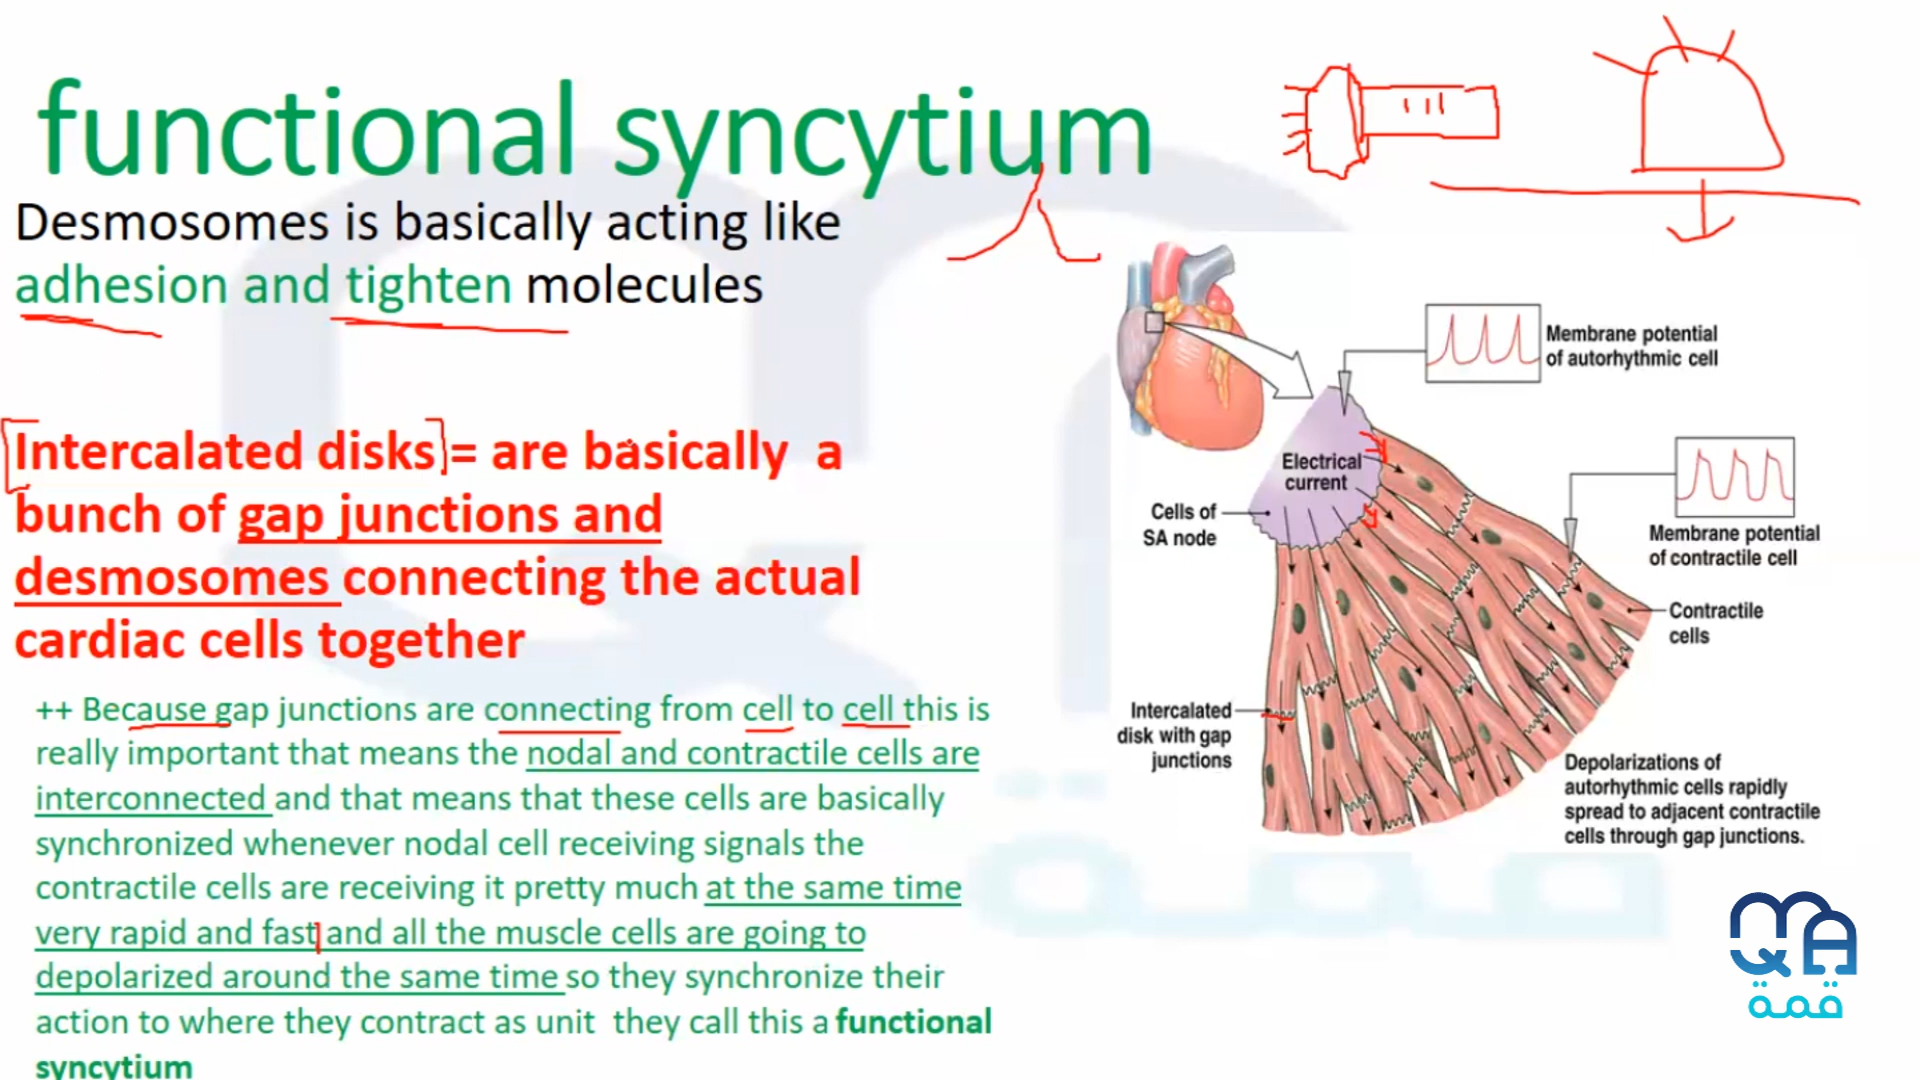 functional syncytium
Desmosomes is basically acting like
adhesion and tighten molecules
Intercalated disks = are basically a
bunch of gap junctions and
desmosomes connecting the actual
cardiac cells together
++ Because gap junctions are connecting from cell to cell this is
really important that means the nodal and contractile cells are
interconnected and that means that these cells are basically
synchronized whenever nodal cell receiving signals the
contractile cells are receiving it pretty much at the same time
very rapid and fast and all the muscle cells are going to
depolarized around the same time so they synchronize their
action to where they contract as unit they call this a functional
syncytium
Membrane potential
of autorhythmic cell
Electrical
current
Cells of
SA node
Membrane potential
of contractile cell
Contractile
cells
Intercalated
disk with gap
junctions
Depolarizations of
autorhythmic cells rapidly
spread to adjacent contractile
cells through gap junctions.
QMA
قمة